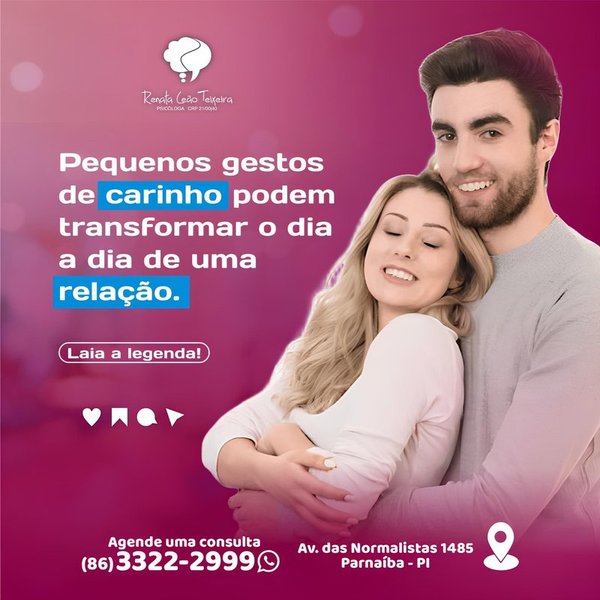 Renata Leão Teixeira
Pequenos gestos
de carinho podem
transformar o dia
a dia de uma
relação.
Laia a legenda!
Agende uma consulta
(86) 3322-2999
Av. das Normalistas 1485
Parnaíba - PI